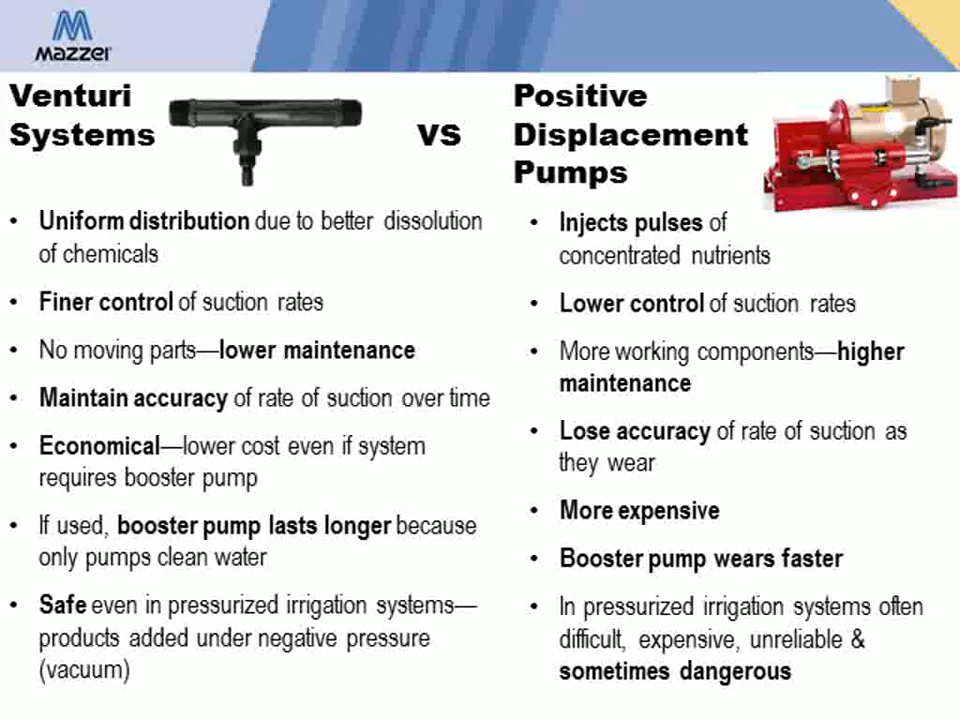 Mazzei
Venturi
Systems
VS
Positive
Displacement
Pumps
• Uniform distribution due to better dissolution
of chemicals
• Finer control of suction rates
• No moving parts—lower maintenance
• Maintain accuracy of rate of suction over time
• Economical—lower cost even if system
requires booster pump
• If used, booster pump lasts longer because
only pumps clean water
• Safe even in pressurized irrigation systems—
products added under negative pressure
(vacuum)
• Injects pulses of
concentrated nutrients
• Lower control of suction rates
• More working components—higher
maintenance
• Lose accuracy of rate of suction as
they wear
• More expensive
• Booster pump wears faster
• In pressurized irrigation systems often
difficult, expensive, unreliable &
sometimes dangerous